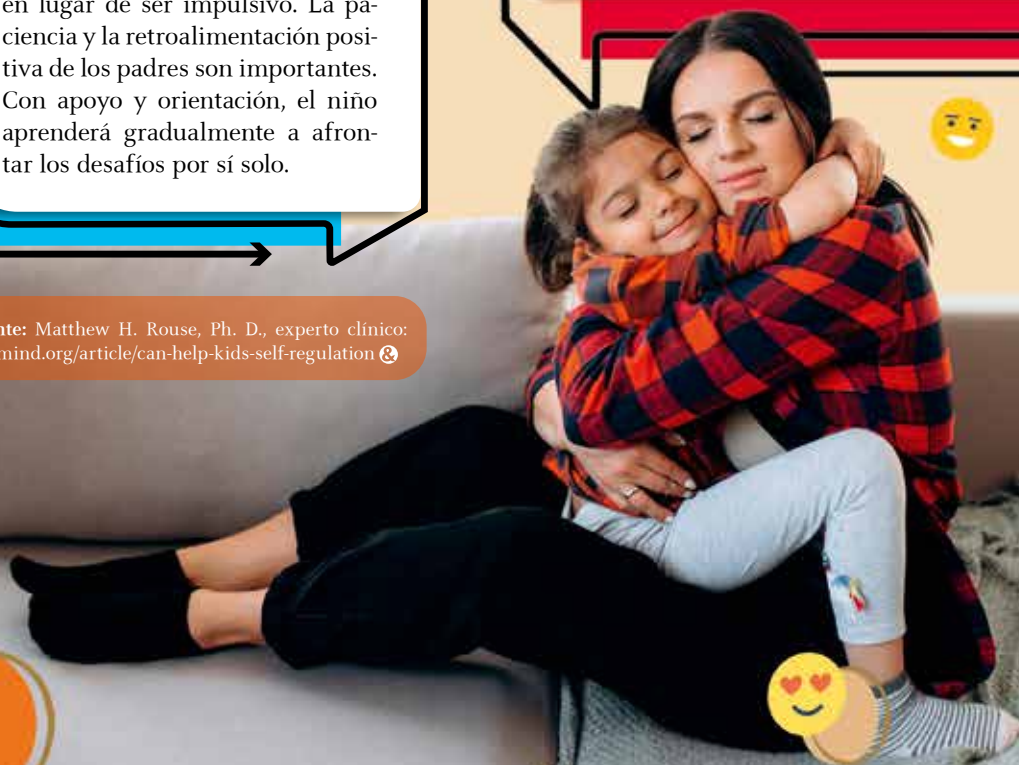 en lugar de ser impulsivo. La pa-
ciencia y la retroalimentación posi-
tiva de los padres son importantes.
Con apoyo y orientación, el niño
aprenderá gradualmente a afron-
tar los desafíos por sí solo.
nte: Matthew H. Rouse, Ph. D., experto clínico:
mind.org/article/can-help-kids-self-regulation &